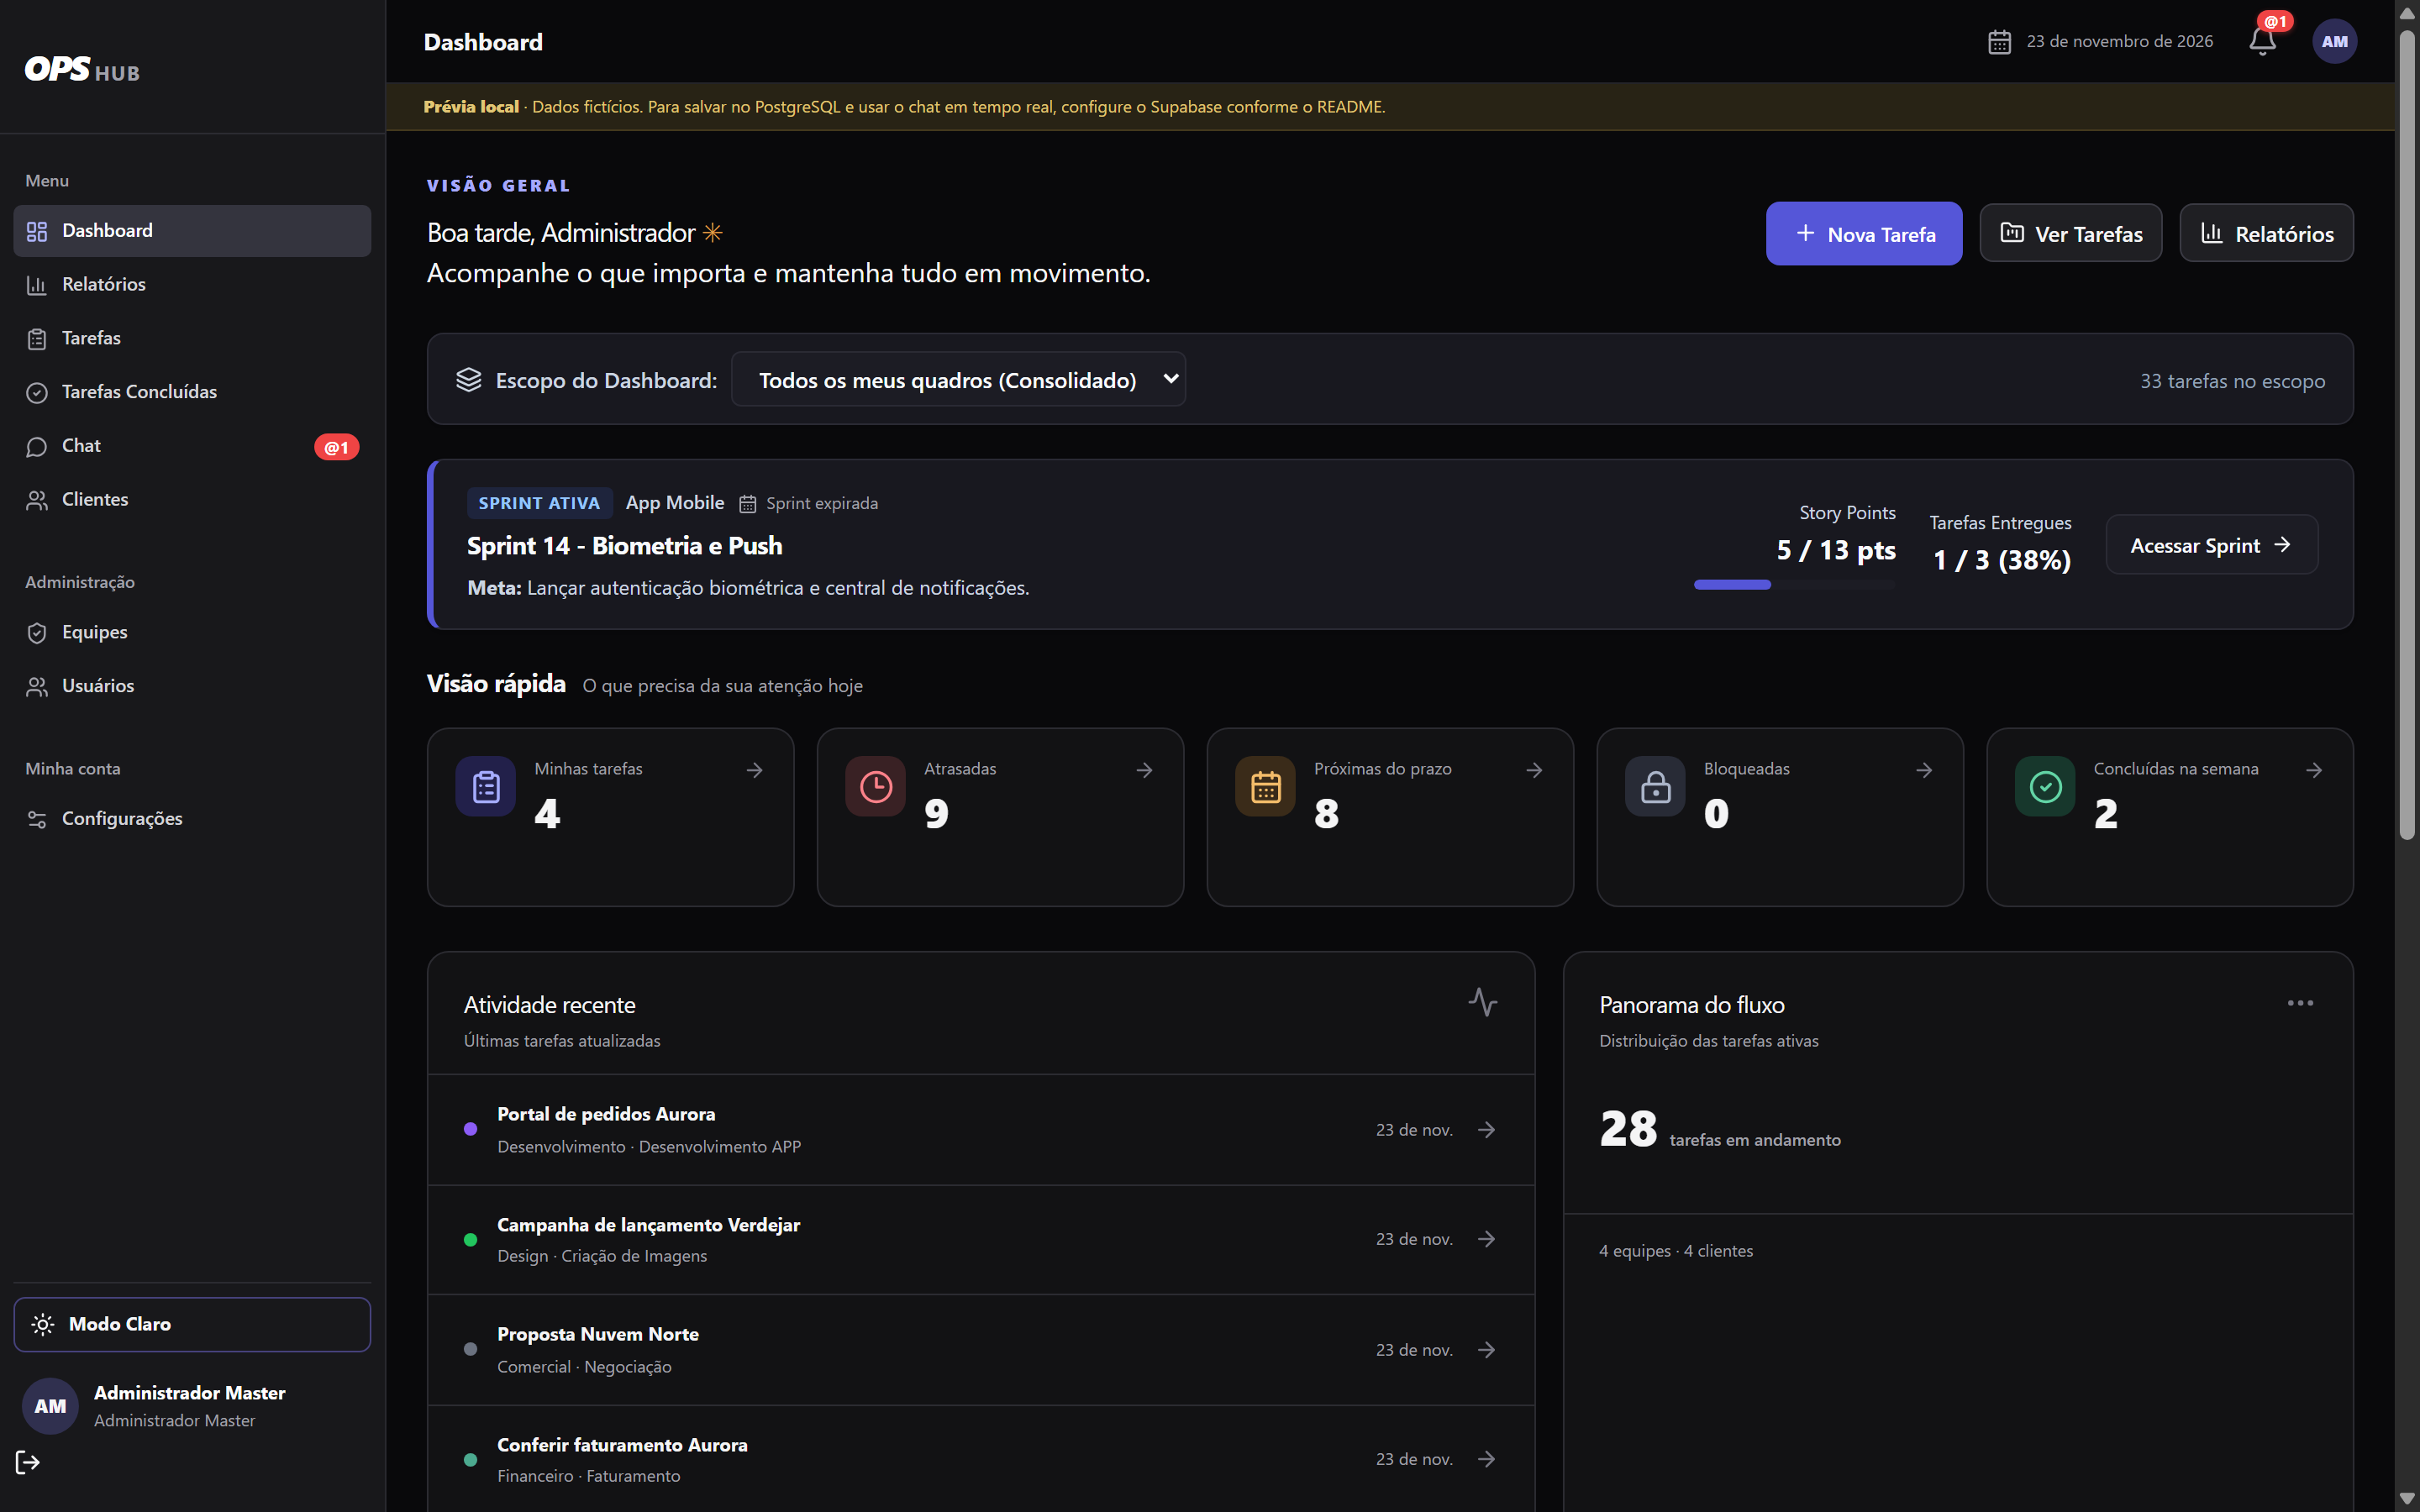 OPS HUB
Menu
Dashboard
Relatórios
Tarefas
Tarefas Concluídas
Chat @1
Clientes
Administração
Equipes
Usuários
Minha conta
Configurações
Modo Claro
AM
Administrador Master
Administrador Master
Dashboard
23 de novembro de 2026
@1
AM
Prévia local · Dados fictícios. Para salvar no PostgreSQL e usar o chat em tempo real, configure o Supabase conforme o README.
VISÃO GERAL
Boa tarde, Administrador
Acompanhe o que importa e mantenha tudo em movimento.
Nova Tarefa
Ver Tarefas
Relatórios
Escopo do Dashboard: Todos os meus quadros (Consolidado)
33 tarefas no escopo
SPRINT ATIVA App Mobile Sprint expirada
Sprint 14 - Biometria e Push
Meta: Lançar autenticação biométrica e central de notificações.
Story Points
5 / 13 pts
Tarefas Entregues
1 / 3 (38%)
Acessar Sprint
Visão rápida O que precisa da sua atenção hoje
Minhas tarefas
4
Atrasadas
9
Próximas do prazo
8
Bloqueadas
0
Concluídas na semana
2
Atividade recente
Últimas tarefas atualizadas
Portal de pedidos Aurora
Desenvolvimento · Desenvolvimento APP
23 de nov.
Campanha de lançamento Verdejar
Design · Criação de Imagens
23 de nov.
Proposta Nuvem Norte
Comercial · Negociação
23 de nov.
Conferir faturamento Aurora
Financeiro · Faturamento
23 de nov.
Panorama do fluxo
Distribuição das tarefas ativas
28 tarefas em andamento
4 equipes · 4 clientes